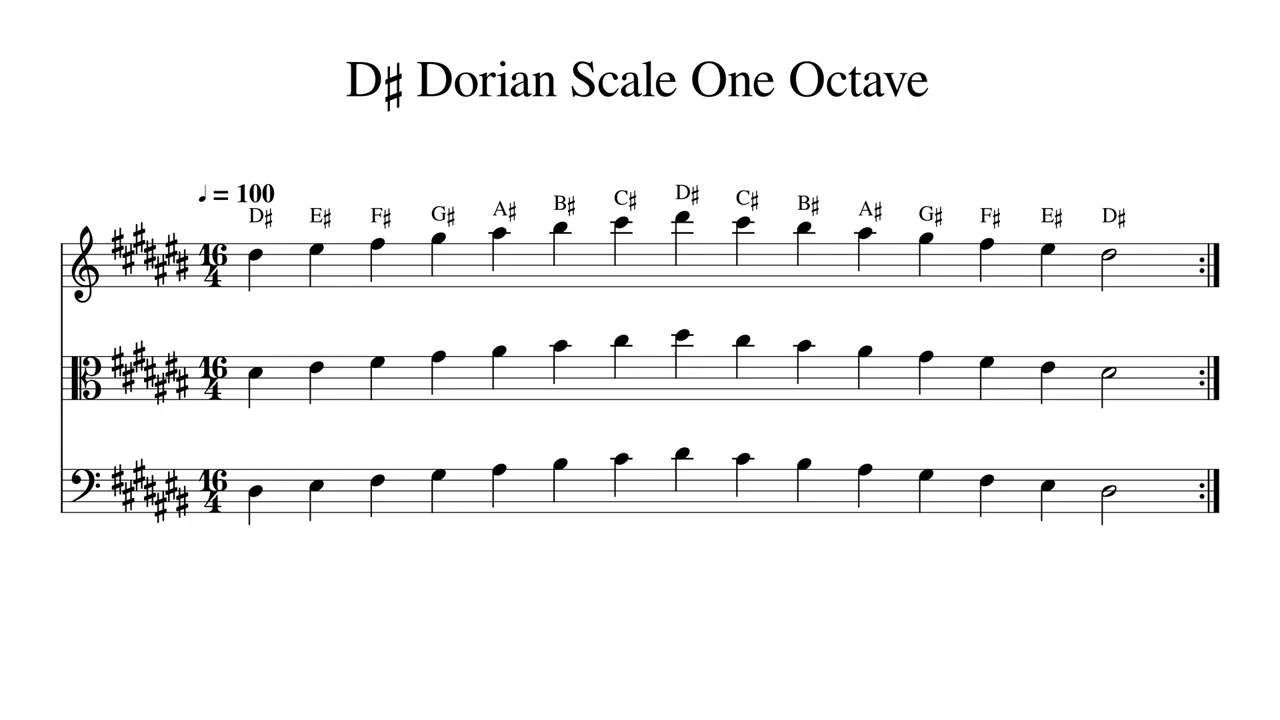 D♯ Dorian Scale One Octave
♩ = 100
D♯ E♯ F♯ G♯ A♯ B♯ C♯ D♯ C♯ B♯ A♯ G♯ F♯ E♯ D♯
16
4
16
4
16
4